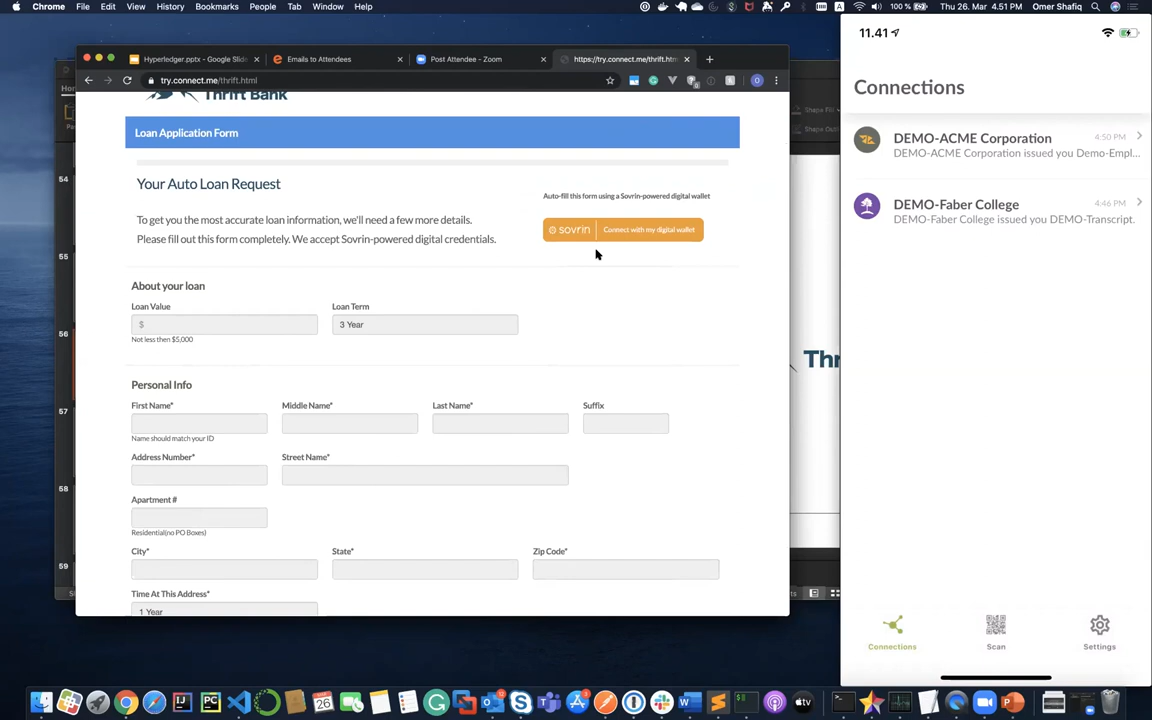 Chrome File Edit View History Bookmarks People Tab Window Help
100 % Thu 26. Mar 4.51 PM Omer Shafiq
Hyperledger.pptx - Google Slide
Emails to Attendees
Post Attendee - Zoom
https://try.connect.me/thrift.htm
try.connect.me/thrift.html
Thrift Bank
Loan Application Form
Your Auto Loan Request
Auto-fill this form using a Sovrin-powered digital wallet
To get you the most accurate loan information, we'll need a few more details.
Please fill out this form completely. We accept Sovrin-powered digital credentials.
sovrin Connect with my digital wallet
About your loan
Loan Value Loan Term
$ 3 Year
Not less then $5,000
Personal Info
First Name* Middle Name* Last Name* Suffix
Name should match your ID
Address Number* Street Name*
Apartment #
Residential(no PO Boxes)
City* State* Zip Code*
Time At This Address*
1 Year
54
55
56
57
58
59
Shape Fill
Shape Out
Thr
11.41
Connections
DEMO-ACME Corporation 4:50 PM
DEMO-ACME Corporation issued you Demo-Empl...
DEMO-Faber College 4:46 PM
DEMO-Faber College issued you DEMO-Transcript.
Connections Scan Settings